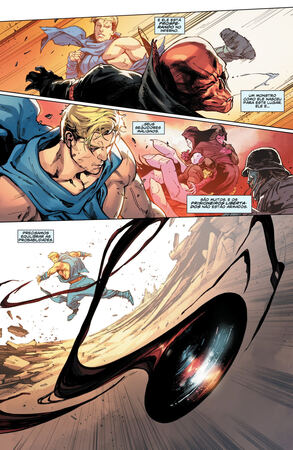 E ELE ESTÁ
PROSPE-
RANDO NO
INFERNO.
UM MONSTRO
COMO ELE NASCEU
PARA ESTE LUGAR.
ELE E...
SEUS
SEGUIDORES
MALIGNOS.
SÃO MUITOS. E OS
PRISIONEIROS LIBERTA-
DOS NÃO ESTÃO ARMADOS.
PRECISAMOS
EQUILIBRAR AS
PROBABILIDADES.